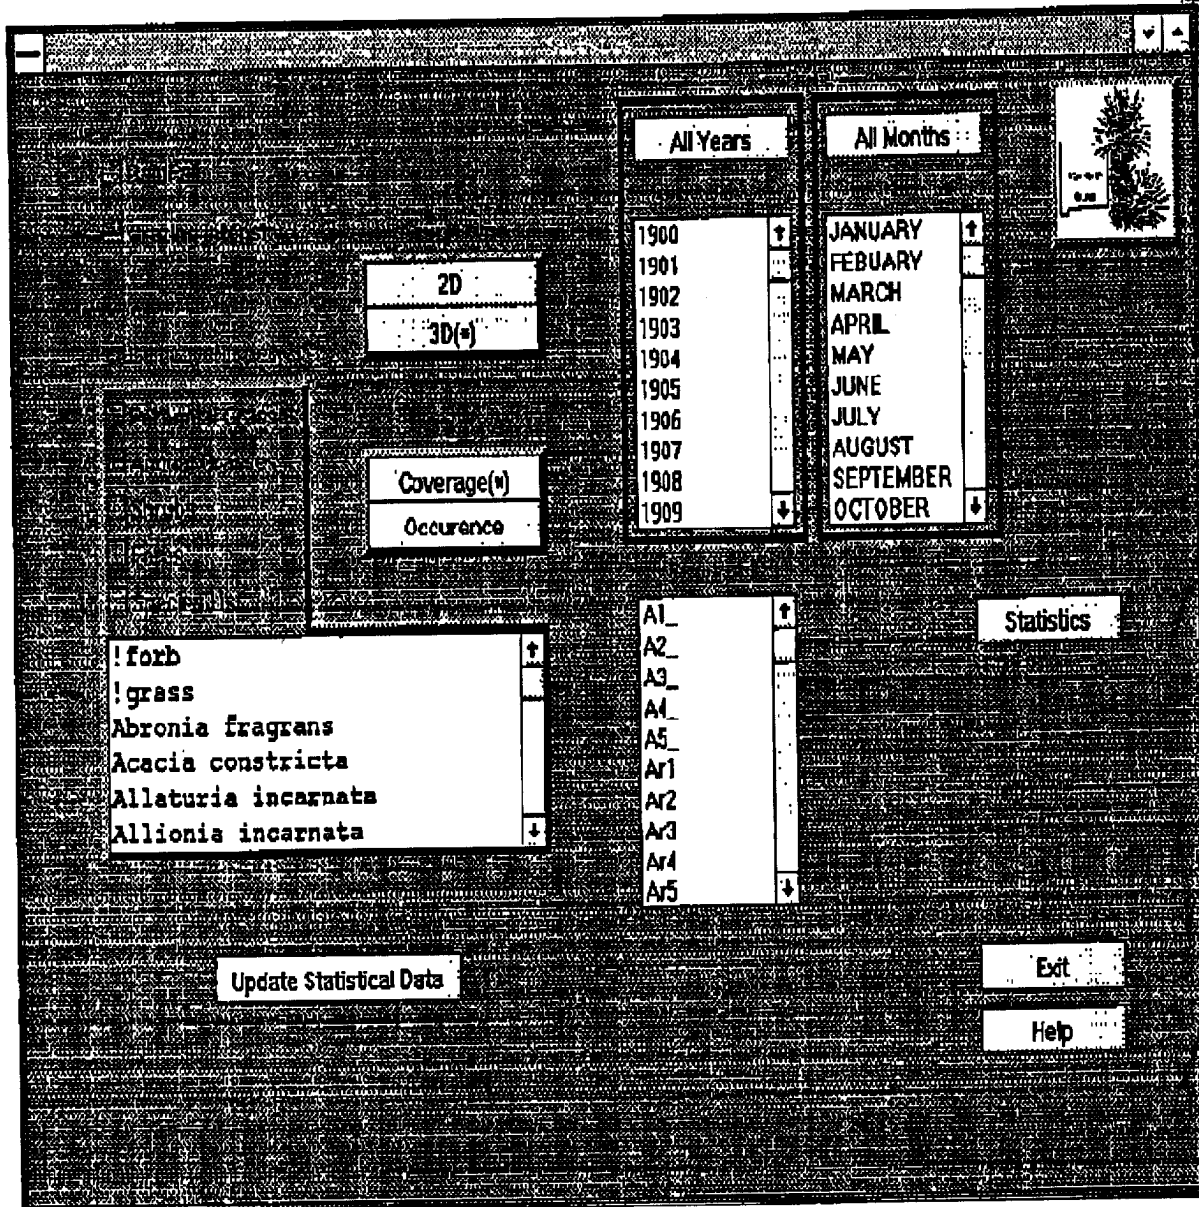 All Years
All Months
1900
1901
1902
1903
1904
1905
1906
1907
1908
1909
JANUARY
FEBUARY
MARCH
APRIL
MAY
JUNE
JULY
AUGUST
SEPTEMBER
OCTOBER
2D
3D(*)
Coverage(*)
Occurence
!forb
!grass
Abronia fragrans
Acacia constricta
Allaturia incarnata
Allionia incarnata
A1_
A2_
A3_
A4_
A5_
Ar1
Ar2
Ar3
Ar4
Ar5
Statistics
Update Statistical Data
Exit
Help